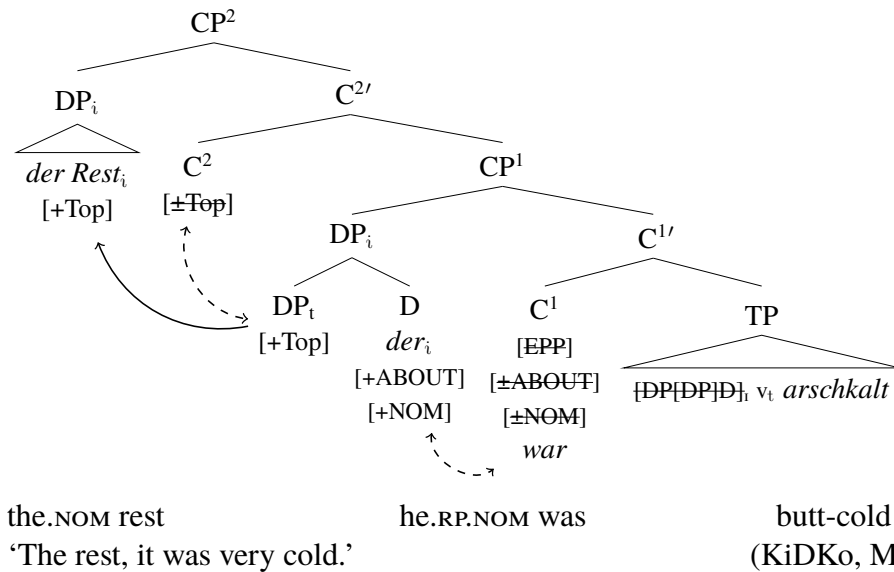 CP²
DPᵢ C²′
der Restᵢ C² CP¹
[+Top] [±Top]
DPᵢ C¹′
DPₜ D C¹ TP
[+Top] derᵢ [EPP]
[+ABOUT] [±ABOUT] [DP[DP]D]ᵢ vₜ arschkalt
[+NOM] [±NOM]
war
the.NOM rest he.RP.NOM was butt-cold
‘The rest, it was very cold.’ (KiDKo, M